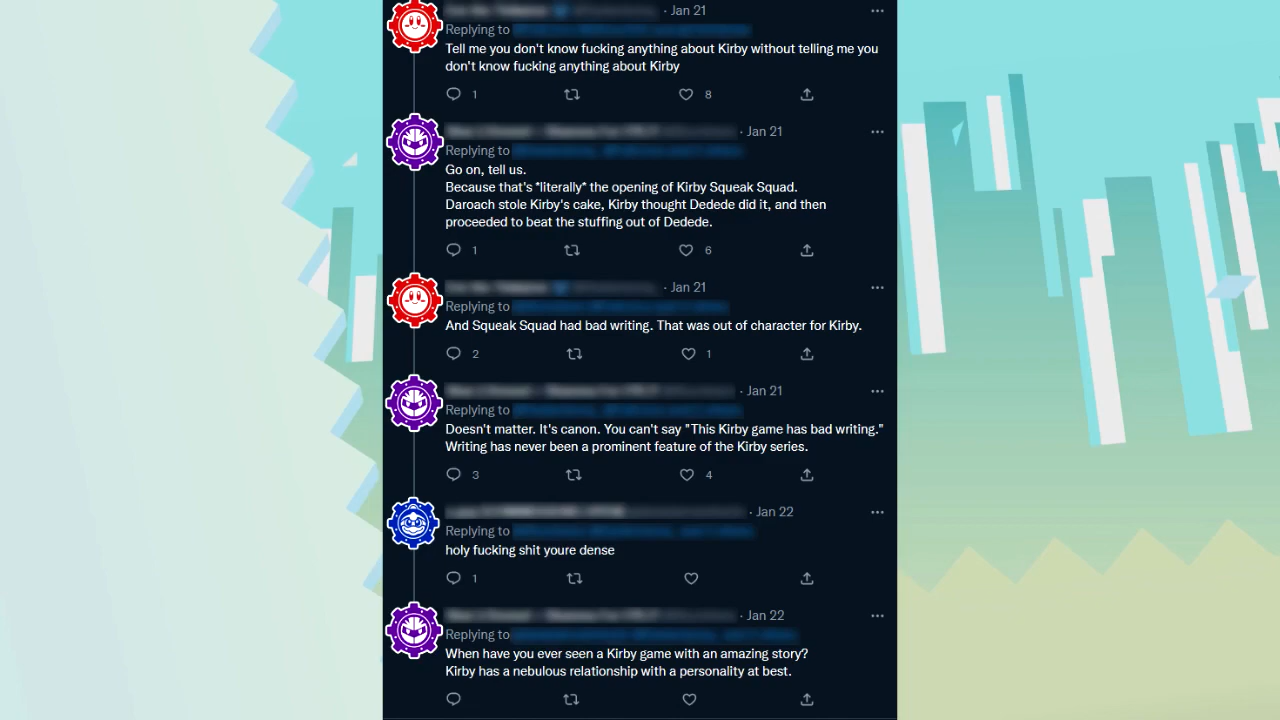 · Jan 21
Replying to
Tell me you don't know fucking anything about Kirby without telling me you
don't know fucking anything about Kirby
1 8
· Jan 21
Replying to
Go on, tell us.
Because that's *literally* the opening of Kirby Squeak Squad.
Daroach stole Kirby's cake, Kirby thought Dedede did it, and then
proceeded to beat the stuffing out of Dedede.
1 6
· Jan 21
Replying to
And Squeak Squad had bad writing. That was out of character for Kirby.
2 1
· Jan 21
Replying to
Doesn't matter. It's canon. You can't say "This Kirby game has bad writing."
Writing has never been a prominent feature of the Kirby series.
3 4
· Jan 22
Replying to
holy fucking shit youre dense
1
· Jan 22
Replying to
When have you ever seen a Kirby game with an amazing story?
Kirby has a nebulous relationship with a personality at best.